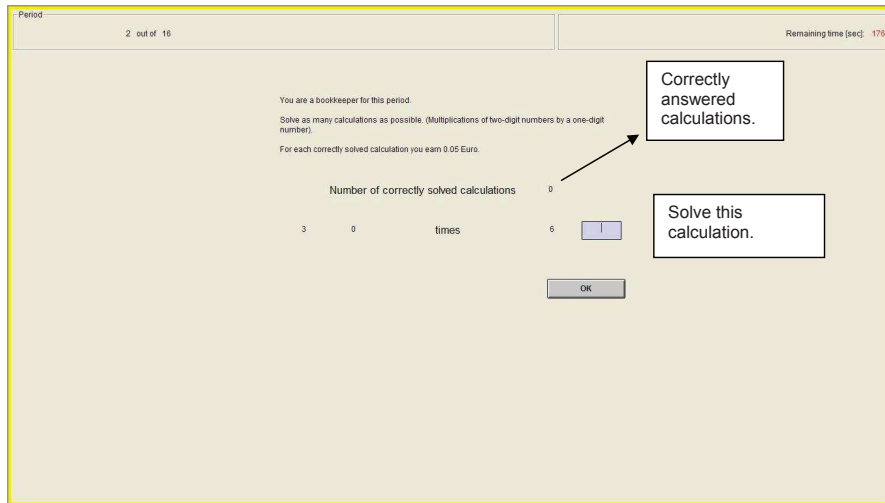 Period
2 out of 16
Remaining time [sec]: 176
Correctly
answered
calculations.
You are a bookkeeper for this period.
Solve as many calculations as possible. (Multiplications of two-digit numbers by a one-digit
number).
For each correctly solved calculation you earn 0.05 Euro.
Number of correctly solved calculations 0
Solve this
calculation.
3 0 times 6
OK